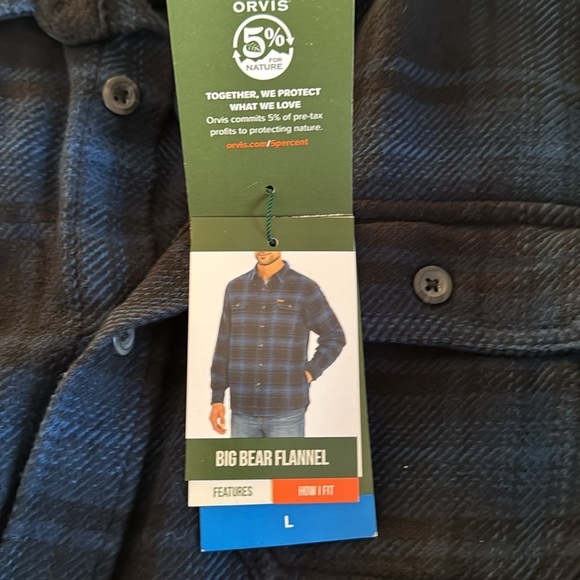 ORVIS
5%
FOR
NATURE
TOGETHER, WE PROTECT
WHAT WE LOVE
Orvis commits 5% of pre-tax
profits to protecting nature.
orvis.com/5percent
BIG BEAR FLANNEL
FEATURES HOW I FIT
L